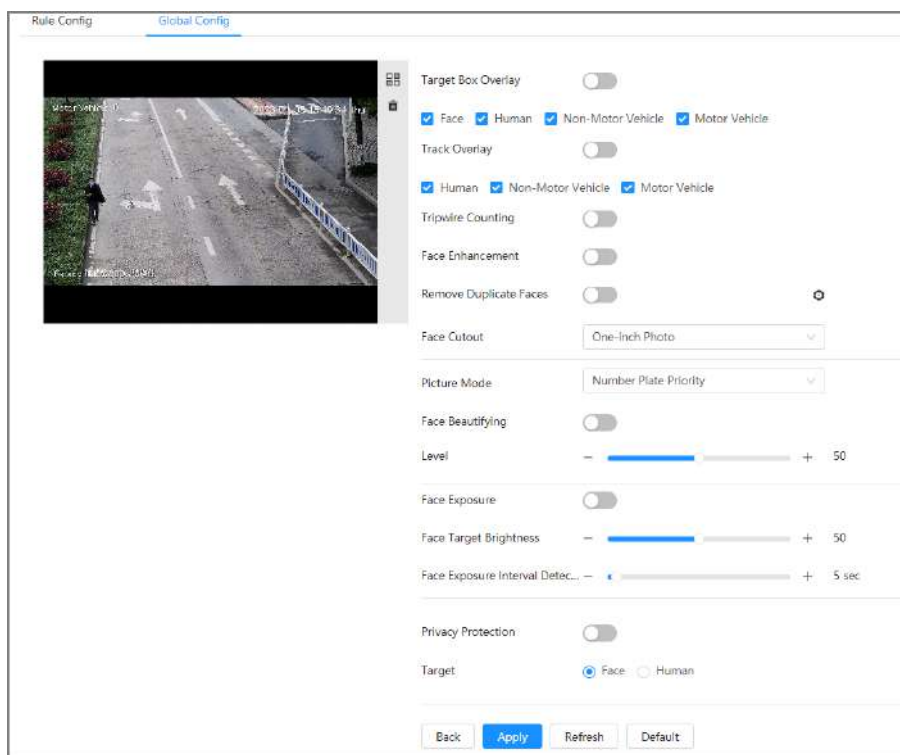 Rule Config Global Config
Target Box Overlay
Face Human Non-Motor Vehicle Motor Vehicle
Track Overlay
Human Non-Motor Vehicle Motor Vehicle
Tripwire Counting
Face Enhancement
Remove Duplicate Faces
Face Cutout One-Inch Photo
Picture Mode Number Plate Priority
Face Beautifying
Level − + 50
Face Exposure
Face Target Brightness − + 50
Face Exposure Interval Detec... − + 5 sec
Privacy Protection
Target Face Human
Back Apply Refresh Default